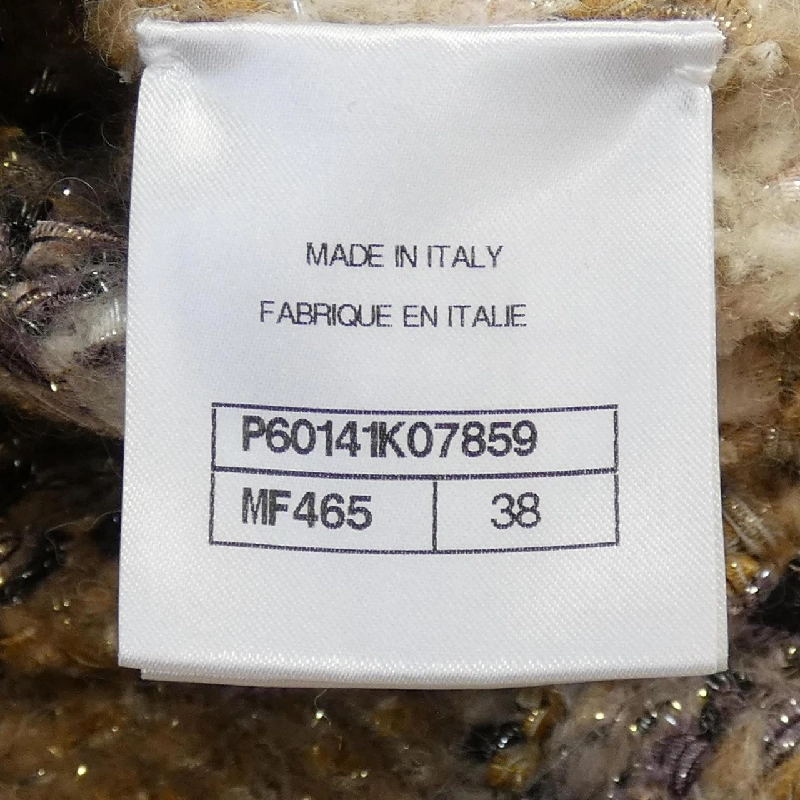 MADE IN ITALY
FABRIQUE EN ITALIE
P60141K07859
MF465 38